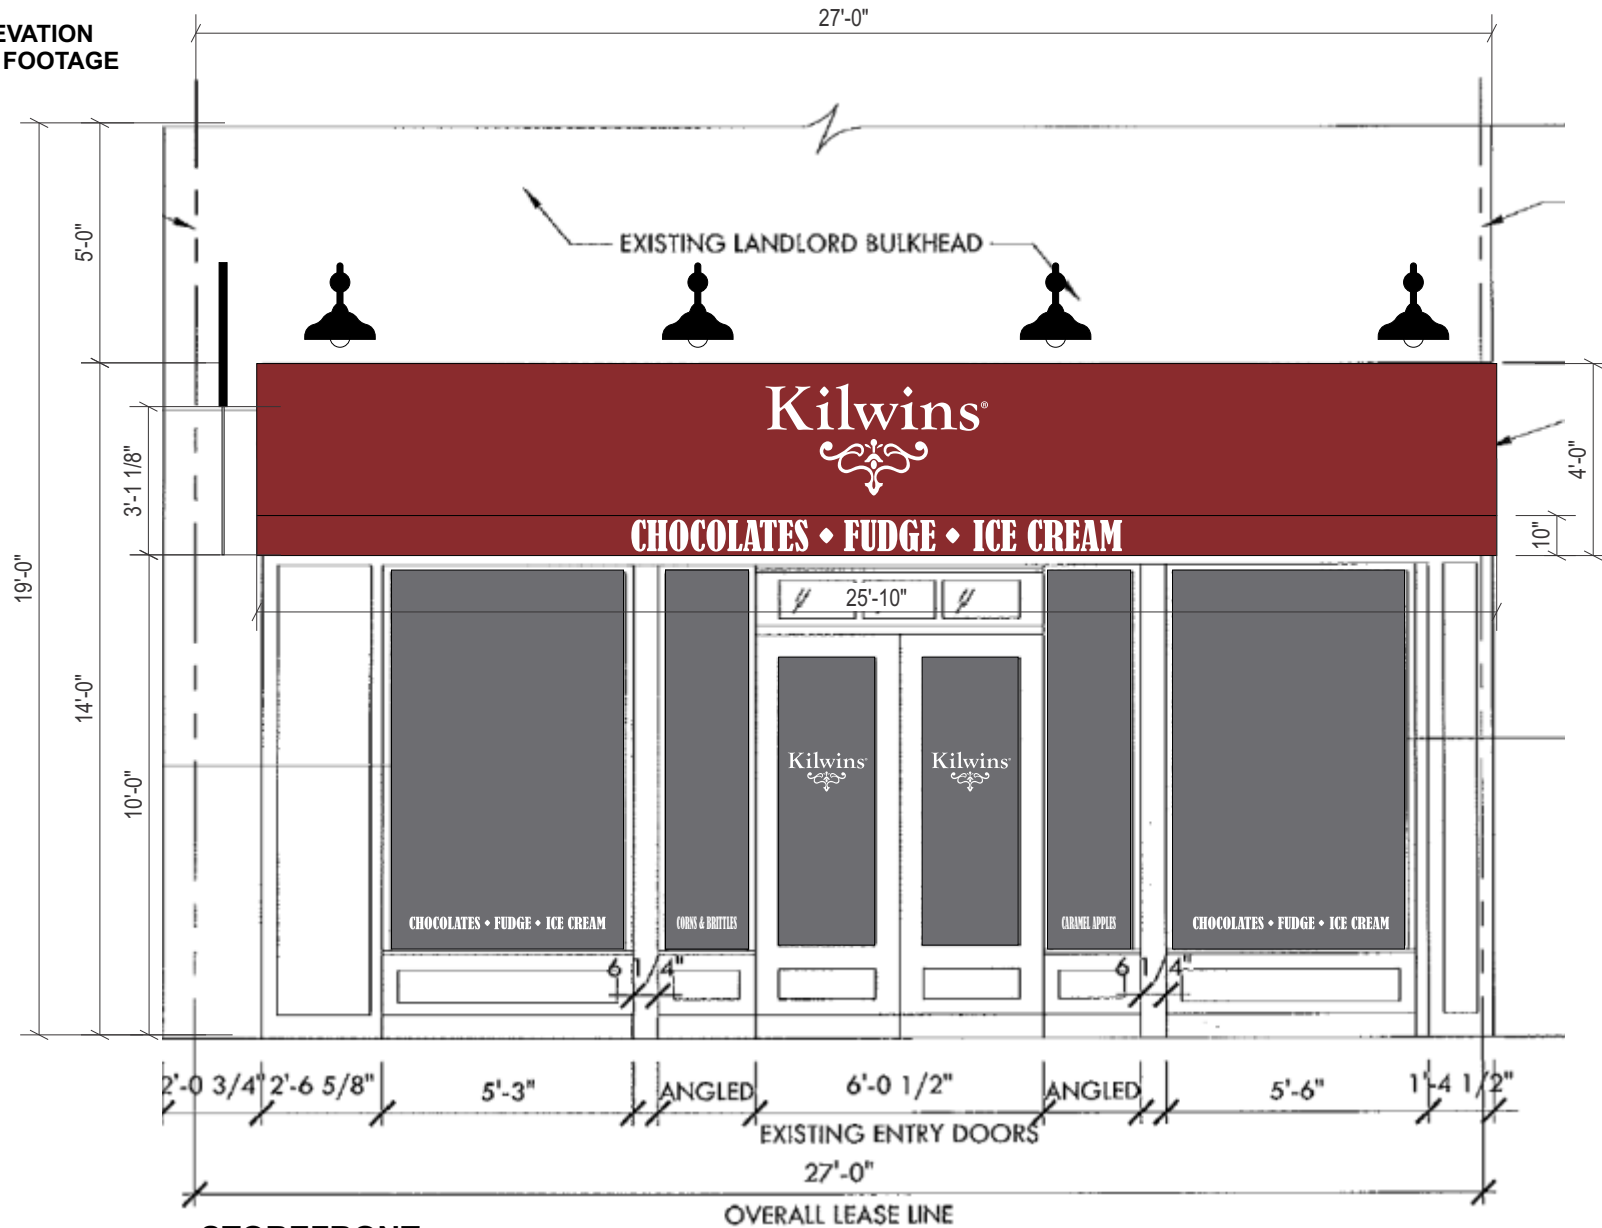 EVATION
FOOTAGE
27'-0"
5'-0"
EXISTING LANDLORD BULKHEAD
Kilwins®
3'-1 1/8"
4'-0"
CHOCOLATES • FUDGE • ICE CREAM
10"
19'-0"
25'-10"
14'-0"
10'-0"
Kilwins
Kilwins
CHOCOLATES • FUDGE • ICE CREAM
CORNS & BRITTLES
CARAMEL APPLES
CHOCOLATES • FUDGE • ICE CREAM
6 4"
6 4"
2'-0 3/4" 2'-6 5/8" 5'-3" ANGLED 6'-0 1/2" ANGLED 5'-6" 1'-4 1/2"
EXISTING ENTRY DOORS
27'-0"
OVERALL LEASE LINE
STOREFRONT